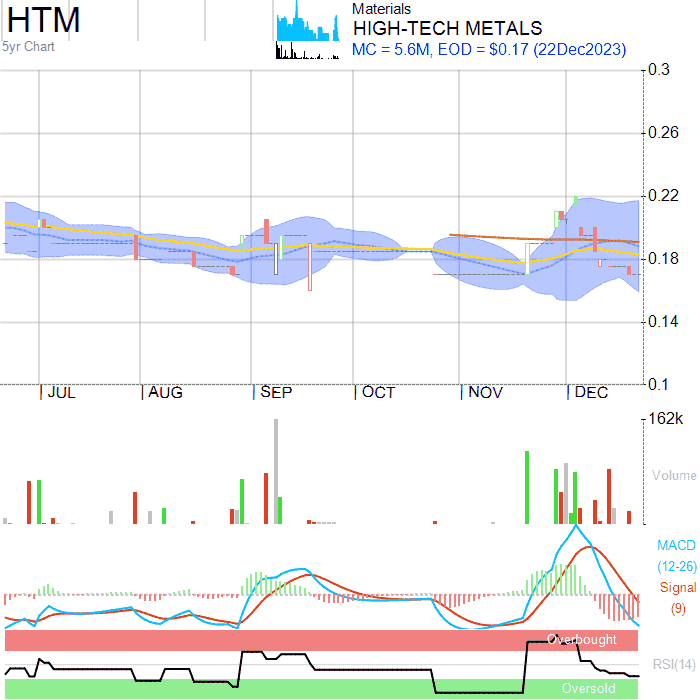 HTM
5yr Chart
Materials
HIGH-TECH METALS
MC = 5.6M, EOD = $0.17 (22Dec2023)
0.3
0.26
0.22
0.18
0.14
0.1
JUL AUG SEP OCT NOV DEC
162k
Volume
MACD
(12-26)
Signal
(9)
Overbought
RSI(14)
Oversold